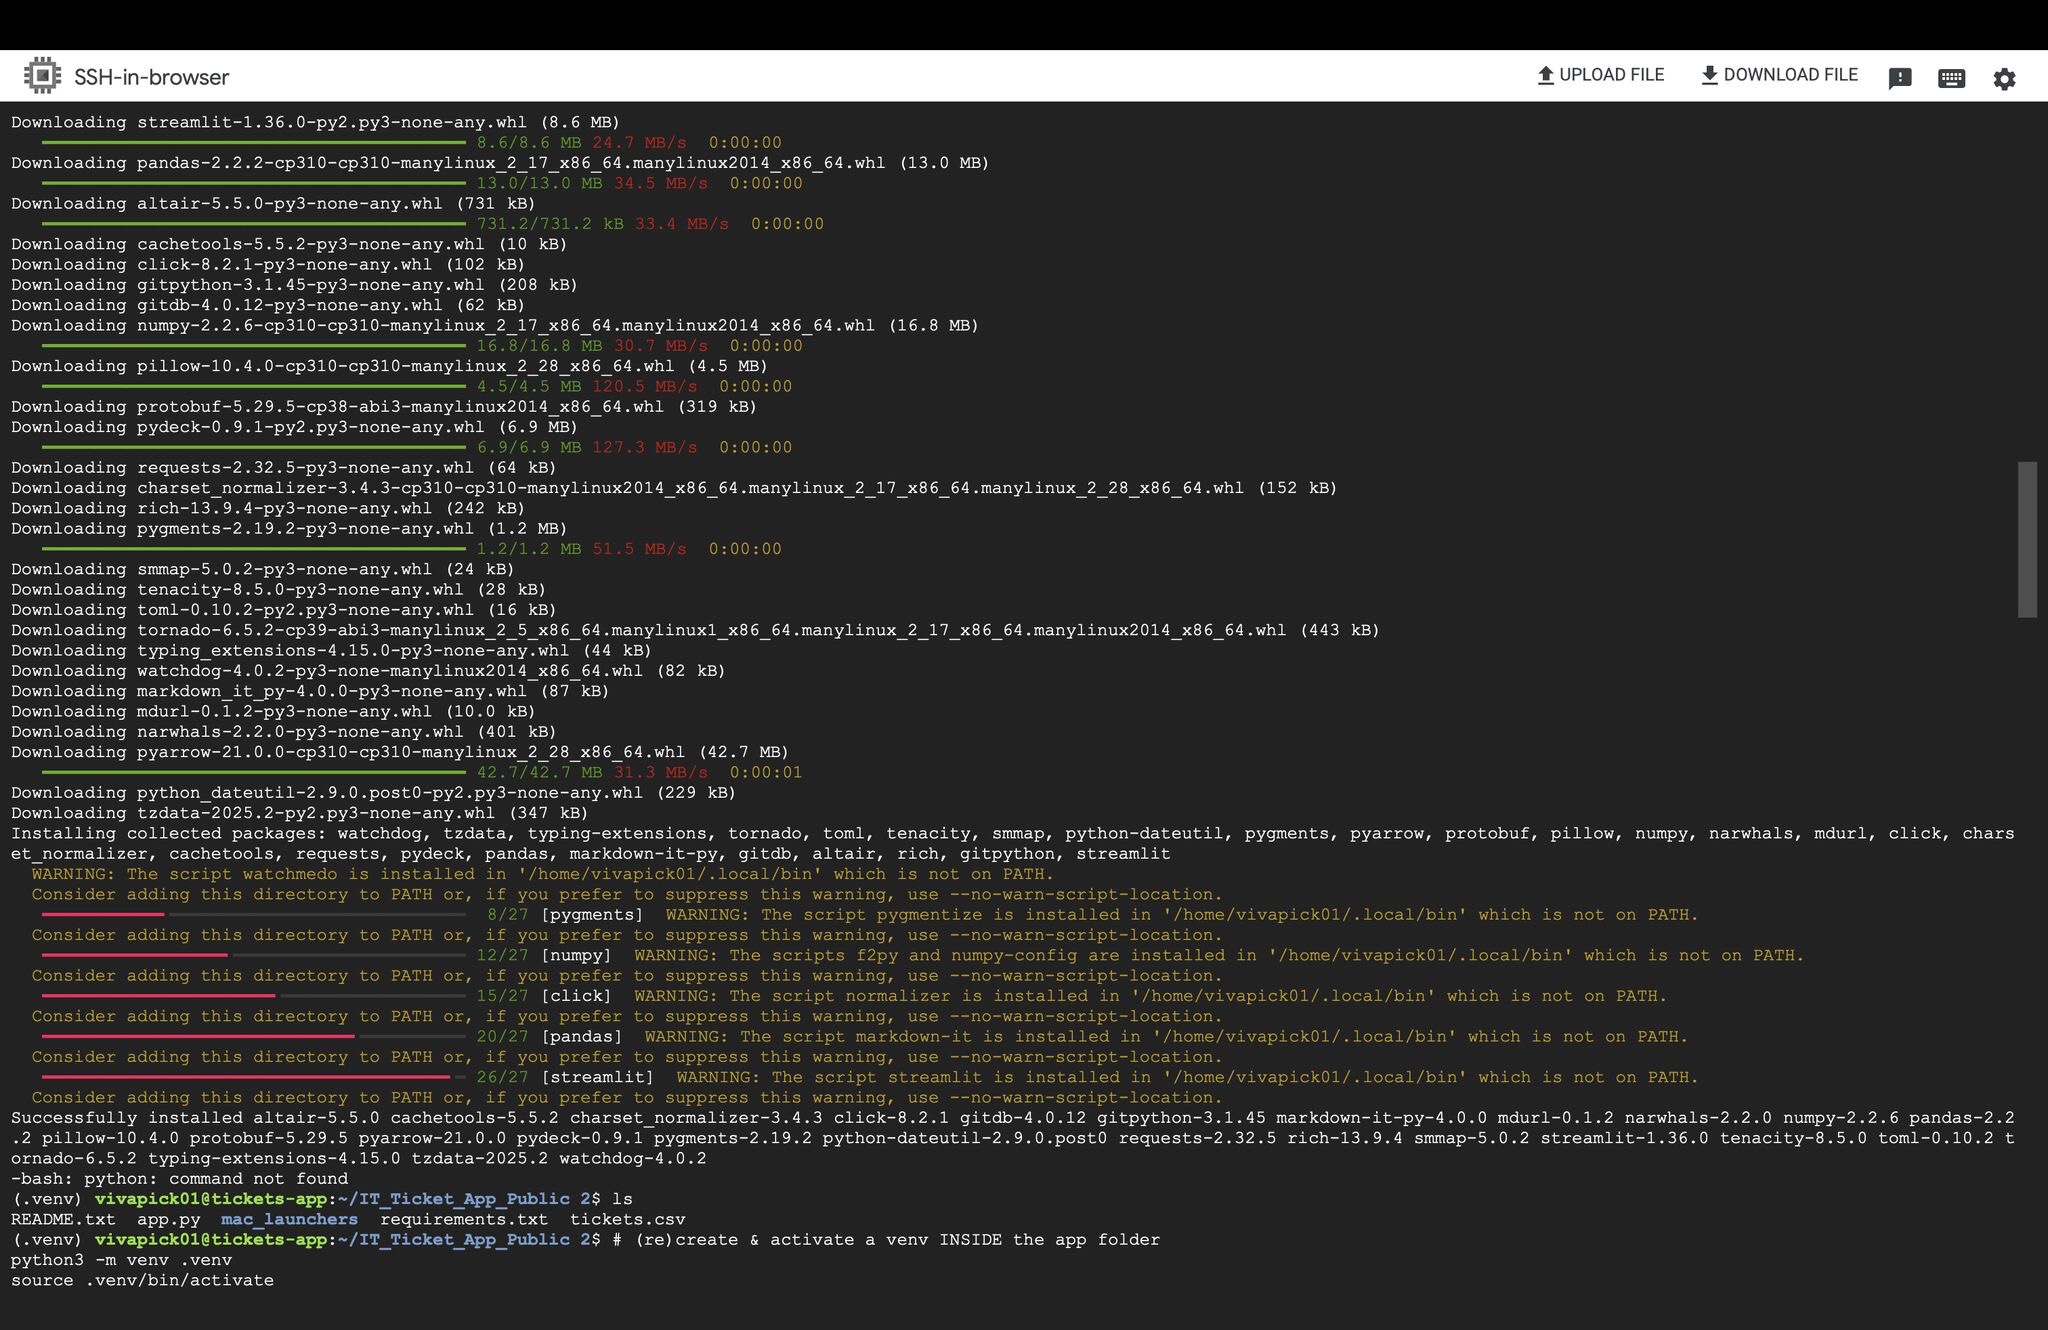 SSH-in-browser
UPLOAD FILE
DOWNLOAD FILE
Downloading streamlit-1.36.0-py2.py3-none-any.whl (8.6 MB)
8.6/8.6 MB 24.7 MB/s 0:00:00
Downloading pandas-2.2.2-cp310-cp310-manylinux_2_17_x86_64.manylinux2014_x86_64.whl (13.0 MB)
13.0/13.0 MB 34.5 MB/s 0:00:00
Downloading altair-5.5.0-py3-none-any.whl (731 kB)
731.2/731.2 kB 33.4 MB/s 0:00:00
Downloading cachetools-5.5.2-py3-none-any.whl (10 kB)
Downloading click-8.2.1-py3-none-any.whl (102 kB)
Downloading gitpython-3.1.45-py3-none-any.whl (208 kB)
Downloading gitdb-4.0.12-py3-none-any.whl (62 kB)
Downloading numpy-2.2.6-cp310-cp310-manylinux_2_17_x86_64.manylinux2014_x86_64.whl (16.8 MB)
16.8/16.8 MB 30.7 MB/s 0:00:00
Downloading pillow-10.4.0-cp310-cp310-manylinux_2_28_x86_64.whl (4.5 MB)
4.5/4.5 MB 120.5 MB/s 0:00:00
Downloading protobuf-5.29.5-cp38-abi3-manylinux2014_x86_64.whl (319 kB)
Downloading pydeck-0.9.1-py2.py3-none-any.whl (6.9 MB)
6.9/6.9 MB 127.3 MB/s 0:00:00
Downloading requests-2.32.5-py3-none-any.whl (64 kB)
Downloading charset_normalizer-3.4.3-cp310-cp310-manylinux2014_x86_64.manylinux_2_17_x86_64.manylinux_2_28_x86_64.whl (152 kB)
Downloading rich-13.9.4-py3-none-any.whl (242 kB)
Downloading pygments-2.19.2-py3-none-any.whl (1.2 MB)
1.2/1.2 MB 51.5 MB/s 0:00:00
Downloading smmap-5.0.2-py3-none-any.whl (24 kB)
Downloading tenacity-8.5.0-py3-none-any.whl (28 kB)
Downloading toml-0.10.2-py2.py3-none-any.whl (16 kB)
Downloading tornado-6.5.2-cp39-abi3-manylinux_2_5_x86_64.manylinux1_x86_64.manylinux_2_17_x86_64.manylinux2014_x86_64.whl (443 kB)
Downloading typing_extensions-4.15.0-py3-none-any.whl (44 kB)
Downloading watchdog-4.0.2-py3-none-manylinux2014_x86_64.whl (82 kB)
Downloading markdown_it_py-4.0.0-py3-none-any.whl (87 kB)
Downloading mdurl-0.1.2-py3-none-any.whl (10.0 kB)
Downloading narwhals-2.2.0-py3-none-any.whl (401 kB)
Downloading pyarrow-21.0.0-cp310-cp310-manylinux_2_28_x86_64.whl (42.7 MB)
42.7/42.7 MB 31.3 MB/s 0:00:01
Downloading python_dateutil-2.9.0.post0-py2.py3-none-any.whl (229 kB)
Downloading tzdata-2025.2-py2.py3-none-any.whl (347 kB)
Installing collected packages: watchdog, tzdata, typing-extensions, tornado, toml, tenacity, smmap, python-dateutil, pygments, pyarrow, protobuf, pillow, numpy, narwhals, mdurl, click, chars
et_normalizer, cachetools, requests, pydeck, pandas, markdown-it-py, gitdb, altair, rich, gitpython, streamlit
WARNING: The script watchmedo is installed in '/home/vivapick01/.local/bin' which is not on PATH.
Consider adding this directory to PATH or, if you prefer to suppress this warning, use --no-warn-script-location.
8/27 [pygments] WARNING: The script pygmentize is installed in '/home/vivapick01/.local/bin' which is not on PATH.
Consider adding this directory to PATH or, if you prefer to suppress this warning, use --no-warn-script-location.
12/27 [numpy] WARNING: The scripts f2py and numpy-config are installed in '/home/vivapick01/.local/bin' which is not on PATH.
Consider adding this directory to PATH or, if you prefer to suppress this warning, use --no-warn-script-location.
15/27 [click] WARNING: The script normalizer is installed in '/home/vivapick01/.local/bin' which is not on PATH.
Consider adding this directory to PATH or, if you prefer to suppress this warning, use --no-warn-script-location.
20/27 [pandas] WARNING: The script markdown-it is installed in '/home/vivapick01/.local/bin' which is not on PATH.
Consider adding this directory to PATH or, if you prefer to suppress this warning, use --no-warn-script-location.
26/27 [streamlit] WARNING: The script streamlit is installed in '/home/vivapick01/.local/bin' which is not on PATH.
Consider adding this directory to PATH or, if you prefer to suppress this warning, use --no-warn-script-location.
Successfully installed altair-5.5.0 cachetools-5.5.2 charset_normalizer-3.4.3 click-8.2.1 gitdb-4.0.12 gitpython-3.1.45 markdown-it-py-4.0.0 mdurl-0.1.2 narwhals-2.2.0 numpy-2.2.6 pandas-2.2
.2 pillow-10.4.0 protobuf-5.29.5 pyarrow-21.0.0 pydeck-0.9.1 pygments-2.19.2 python-dateutil-2.9.0.post0 requests-2.32.5 rich-13.9.4 smmap-5.0.2 streamlit-1.36.0 tenacity-8.5.0 toml-0.10.2 t
ornado-6.5.2 typing-extensions-4.15.0 tzdata-2025.2 watchdog-4.0.2
-bash: python: command not found
(.venv) vivapick01@tickets-app:~/IT_Ticket_App_Public 2$ ls
README.txt app.py mac_launchers requirements.txt tickets.csv
(.venv) vivapick01@tickets-app:~/IT_Ticket_App_Public 2$ # (re)create & activate a venv INSIDE the app folder
python3 -m venv .venv
source .venv/bin/activate